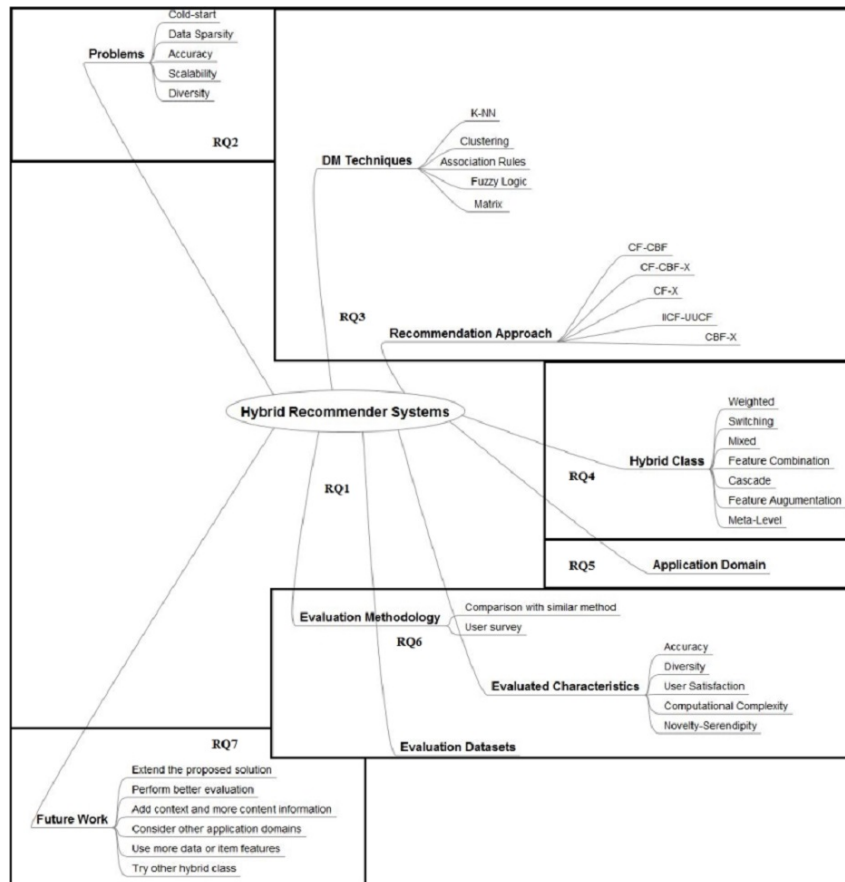 Problems
Cold-start
Data Sparsity
Accuracy
Scalability
Diversity
RQ2
DM Techniques
K-NN
Clustering
Association Rules
Fuzzy Logic
Matrix
RQ3
Recommendation Approach
CF-CBF
CF-CBF-X
CF-X
IICF-UUCF
CBF-X
Hybrid Recommender Systems
RQ1
RQ4
Hybrid Class
Weighted
Switching
Mixed
Feature Combination
Cascade
Feature Augumentation
Meta-Level
RQ5
Application Domain
Evaluation Methodology
Comparison with similar method
User survey
RQ6
Evaluated Characteristics
Accuracy
Diversity
User Satisfaction
Computational Complexity
Novelty-Serendipity
Evaluation Datasets
RQ7
Future Work
Extend the proposed solution
Perform better evaluation
Add context and more content information
Consider other application domains
Use more data or item features
Try other hybrid class